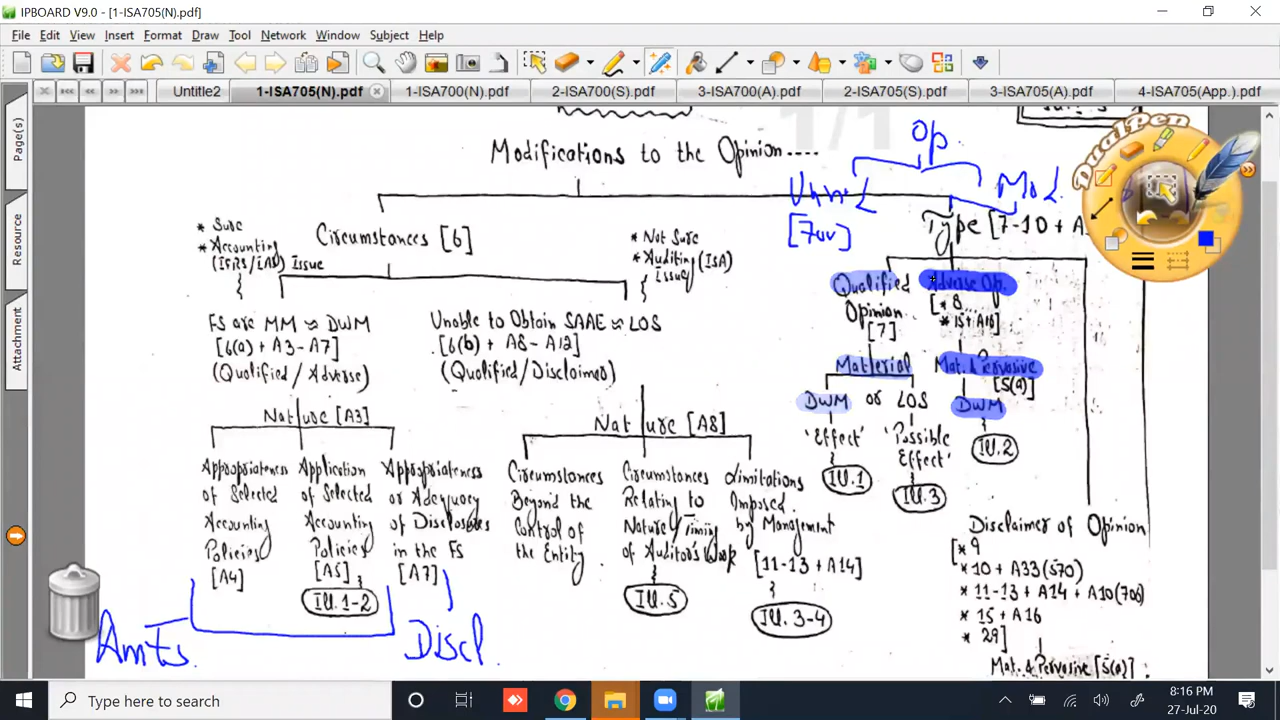 IPBOARD V9.0 - [1-ISA705(N).pdf]
File Edit View Insert Format Draw Tool Network Window Subject Help
Untitle2 1-ISA705(N).pdf 1-ISA700(N).pdf 2-ISA700(S).pdf 3-ISA700(A).pdf 2-ISA705(S).pdf 3-ISA705(A).pdf 4-ISA705(App.).pdf
Page(s)
Resource
Attachment
DualPen
1/1
Op
Modifications to the Opinion....
[700]
Type [7-10 + A
* Sure
* Accounting
(IFRS/IAS) Issue
Circumstances [6]
* Not Sure
* Auditing (ISA)
Issue
FS are MM ≈ DWM
[6(a) + A3-A7]
(Qualified/Adverse)
Unable to Obtain SAAE ≈ LOS
[6(b) + A8-A12]
(Qualified/Disclaimed)
Qualified
Opinion
[7]
Adverse Op.
[* 8
* 15+A16]
Material
Mat. & Pervasive
[5(a)]
DWM or LOS
DWM
'Effect'
'Possible
Effect'
Ill.1
Ill.3
Ill.2
Nature [A3]
Nature [A8]
Appropriateness
of Selected
Accounting
Policies
[A4]
Application
of Selected
Accounting
Policies
[A5]
Ill.1-2
Appropriateness
or Adequacy
of Disclosures
in the FS
[A7]
Circumstances
Beyond the
Control of
the Entity
Circumstances
Relating to
Nature/Timing
of Auditor's Work
Ill.5
Limitations
Imposed
by Management
[11-13 + A14]
Ill.3-4
Disclaimer of Opinion
[* 9
* 10 + A33(570)
* 11-13 + A14 + A10(706)
* 15 + A16
* 29]
Mat. & Pervasive [5(a)]
Amts.
Discl.
Type here to search
8:16 PM
27-Jul-20